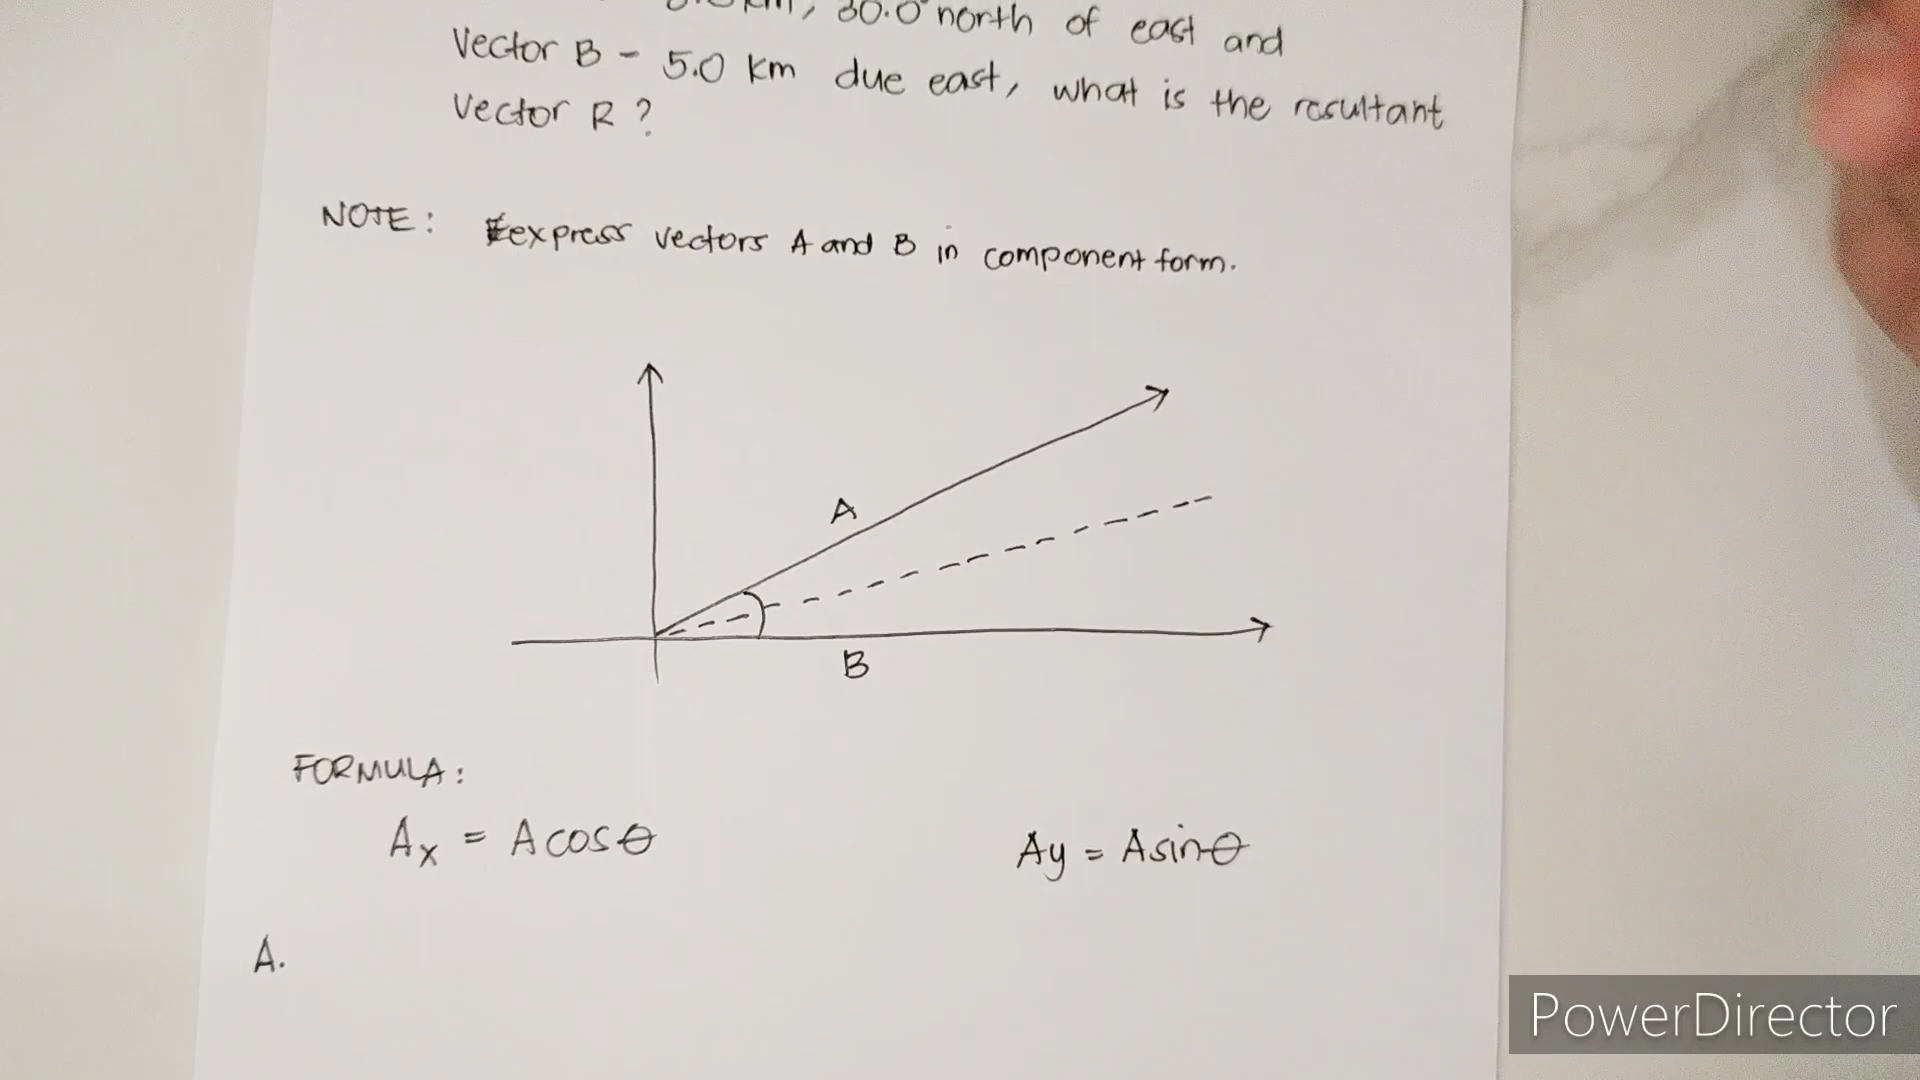 30.0° north of east and
Vector B - 5.0 km due east, what is the resultant
Vector R ?
NOTE: express vectors A and B in component form.
A
B
FORMULA:
Ax = A cos θ
Ay = A sin θ
A.
PowerDirector